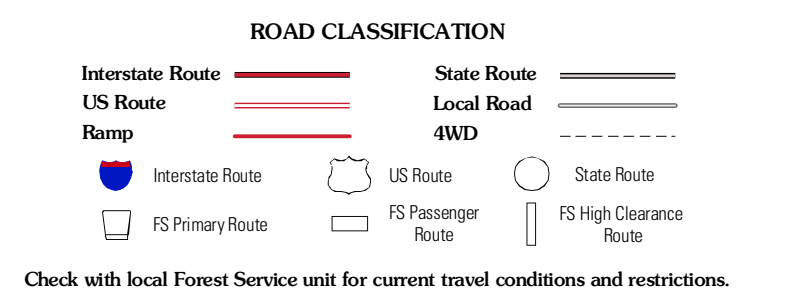 ROAD CLASSIFICATION
Interstate Route
State Route
US Route
Local Road
Ramp
4WD
Interstate Route
US Route
State Route
FS Primary Route
FS Passenger
Route
FS High Clearance
Route
Check with local Forest Service unit for current travel conditions and restrictions.